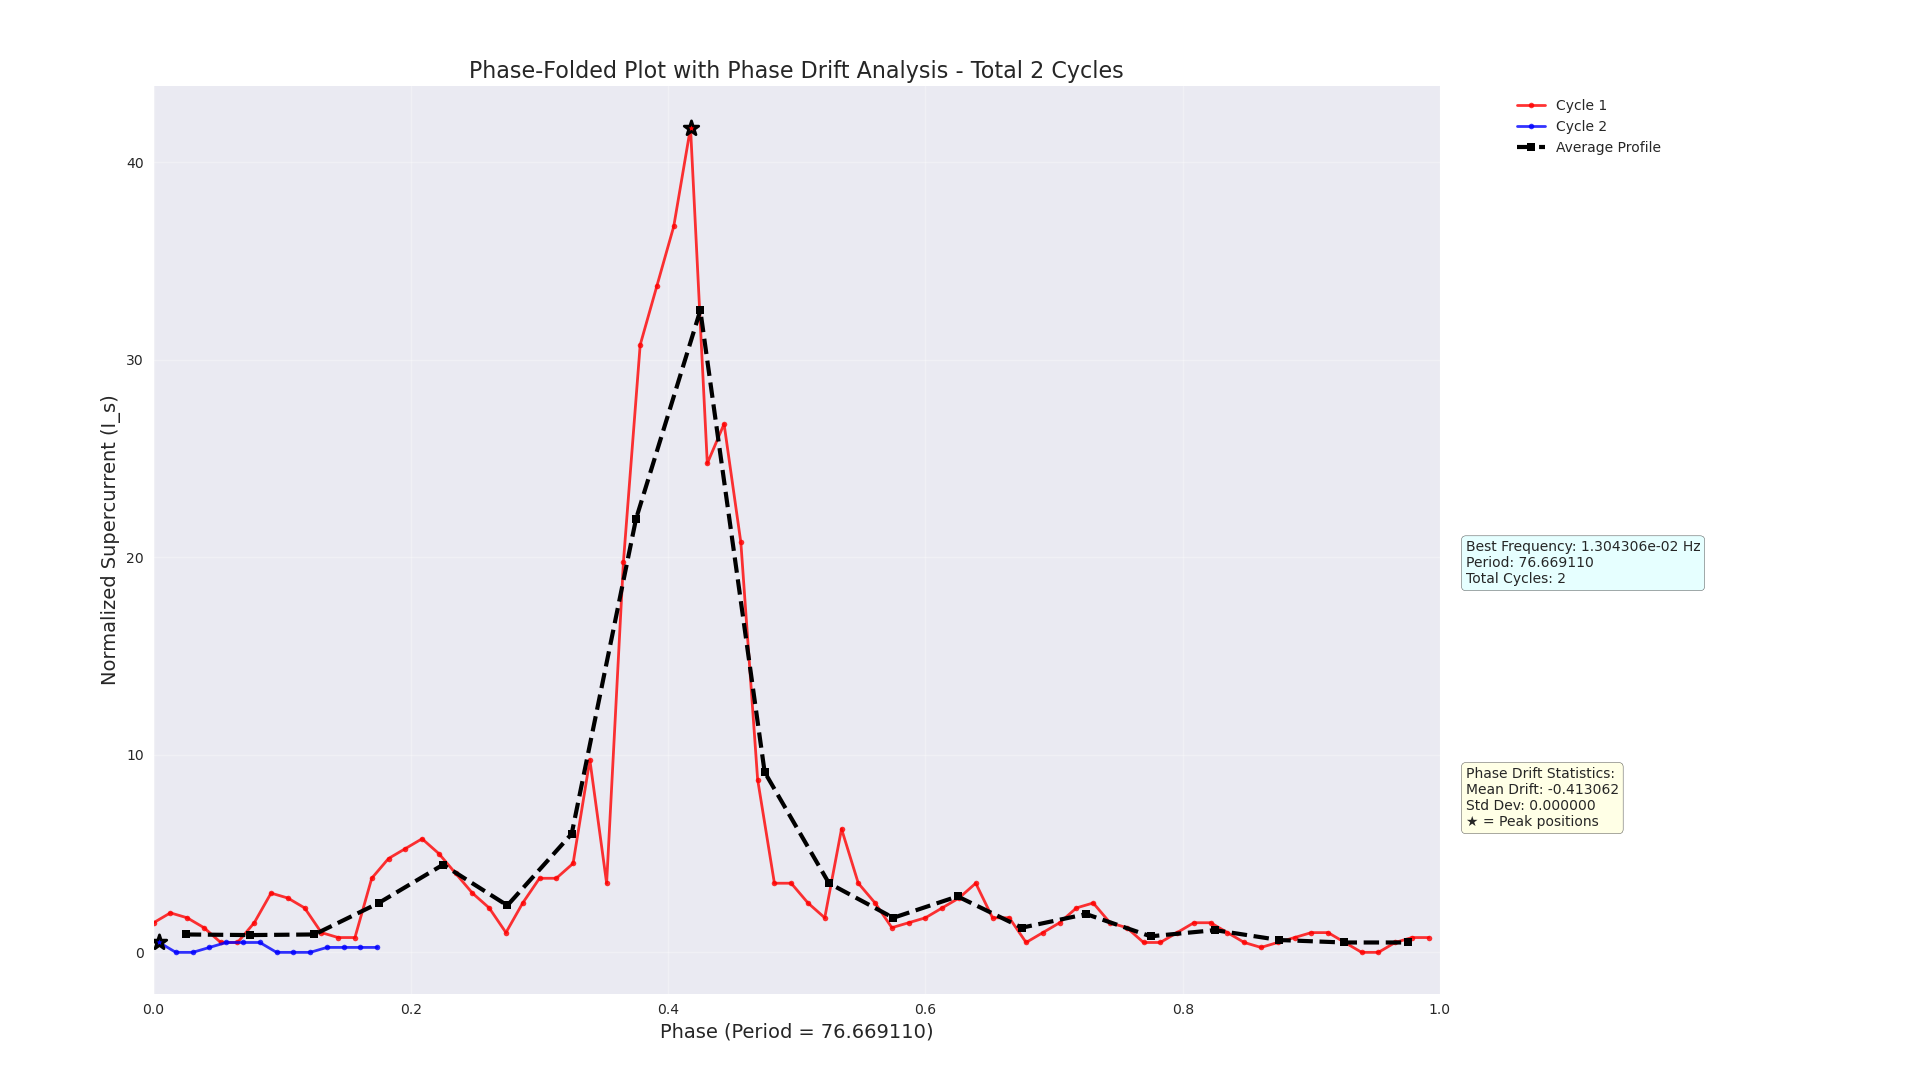 Phase-Folded Plot with Phase Drift Analysis - Total 2 Cycles
Cycle 1
Cycle 2
Average Profile
40
30
20
10
0
Normalized Supercurrent (I_s)
Best Frequency: 1.304306e-02 Hz
Period: 76.669110
Total Cycles: 2
Phase Drift Statistics:
Mean Drift: -0.413062
Std Dev: 0.000000
★ = Peak positions
0.0 0.2 0.4 0.6 0.8 1.0
Phase (Period = 76.669110)